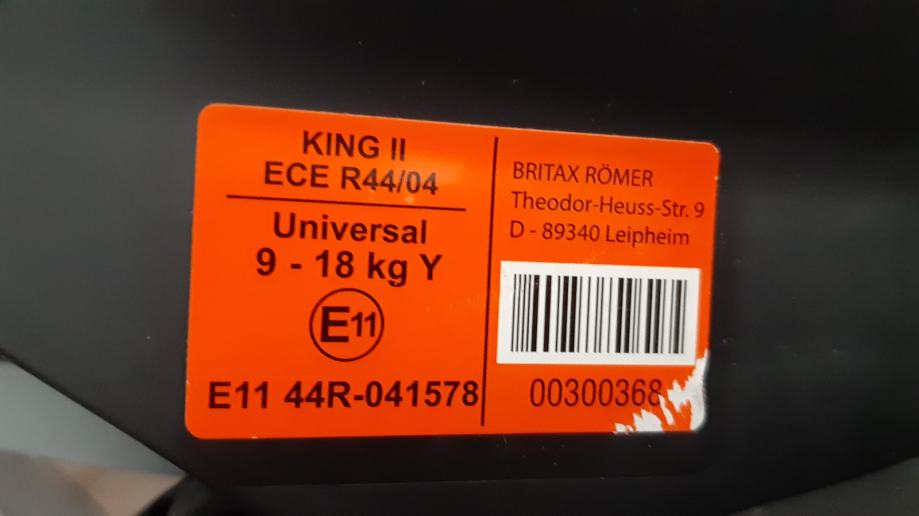 KING II
ECE R44/04
Universal
9 - 18 kg Y
E11
E11 44R-041578
BRITAX RÖMER
Theodor-Heuss-Str. 9
D - 89340 Leipheim
00300368